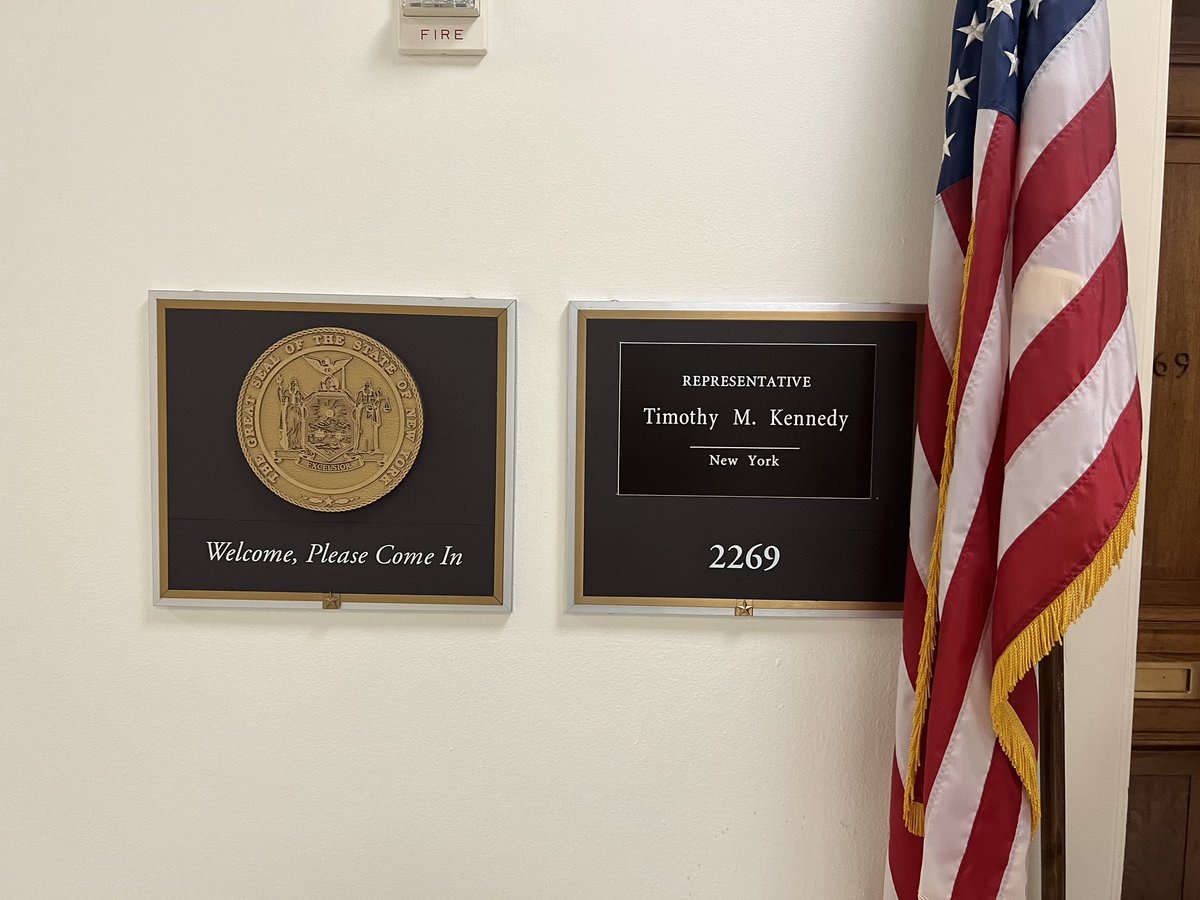 FIRE
THE GREAT SEAL OF THE STATE OF NEW YORK
EXCELSIOR
Welcome, Please Come In
REPRESENTATIVE
Timothy M. Kennedy
New York
2269
69